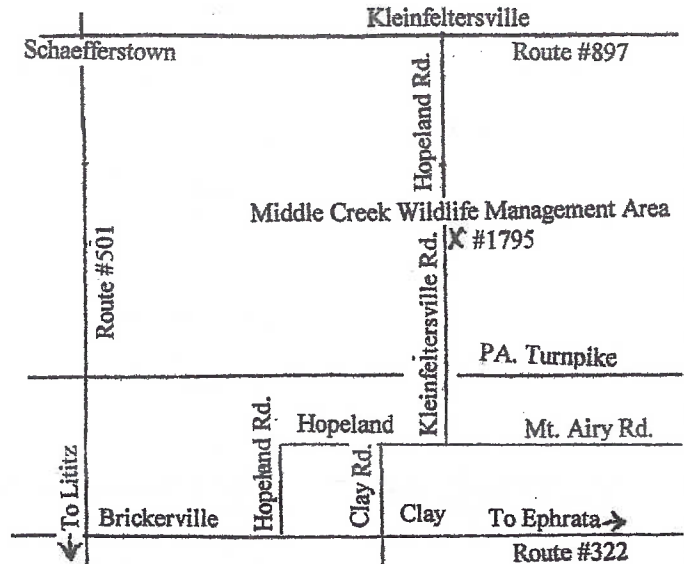 Kleinfeltersville
Schaefferstown
Route #897
Hopeland Rd.
Middle Creek Wildlife Management Area
X #1795
Route #501
Kleinfeltersville Rd.
PA. Turnpike
Hopeland Rd.
Hopeland
Clay Rd.
Mt. Airy Rd.
To Lititz
Brickerville
Clay
To Ephrata
Route #322